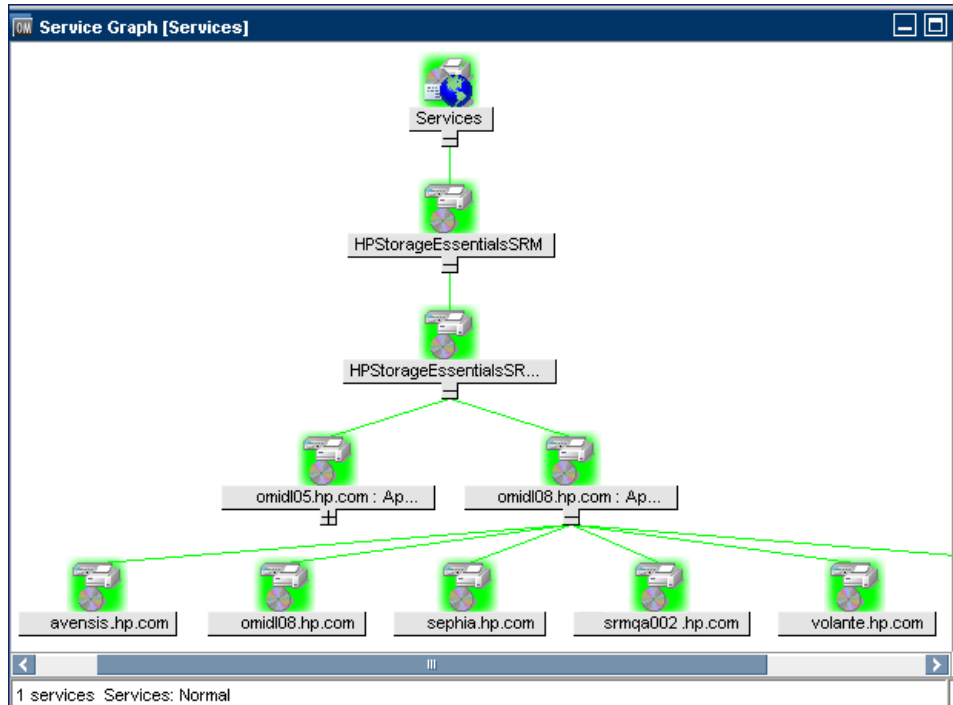 OM Service Graph [Services]
Services
HPStorageEssentialsSRM
HPStorageEssentialsSR...
omidl05.hp.com : Ap...
omidl08.hp.com : Ap...
avensis.hp.com
omidl08.hp.com
sephia.hp.com
srmqa002 .hp.com
volante.hp.com
1 services Services: Normal